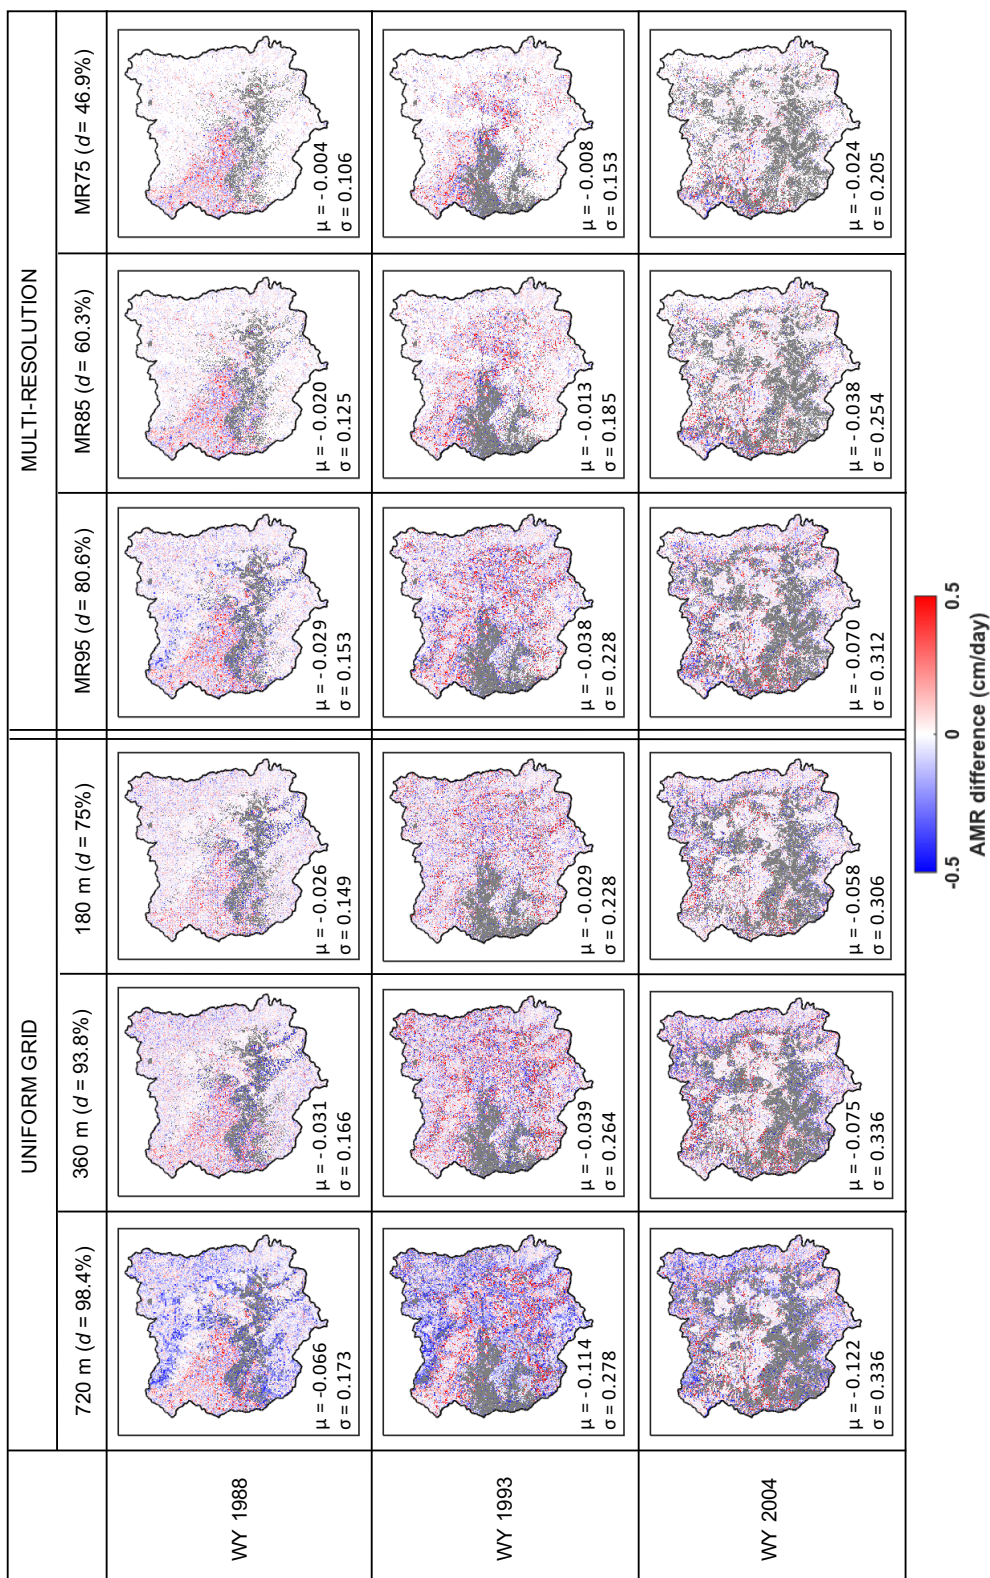 UNIFORM GRID
MULTI-RESOLUTION
720 m (d = 98.4%)
360 m (d = 93.8%)
180 m (d = 75%)
MR95 (d = 80.6%)
MR85 (d = 60.3%)
MR75 (d = 46.9%)
WY 1988
μ = -0.066
σ = 0.173
μ = - 0.031
σ = 0.166
μ = - 0.026
σ = 0.149
μ = - 0.029
σ = 0.153
μ = - 0.020
σ = 0.125
μ = - 0.004
σ = 0.106
WY 1993
μ = - 0.114
σ = 0.278
μ = - 0.039
σ = 0.264
μ = - 0.029
σ = 0.228
μ = - 0.038
σ = 0.228
μ = - 0.013
σ = 0.185
μ = - 0.008
σ = 0.153
WY 2004
μ = - 0.122
σ = 0.336
μ = - 0.075
σ = 0.336
μ = - 0.058
σ = 0.306
μ = - 0.070
σ = 0.312
μ = - 0.038
σ = 0.254
μ = - 0.024
σ = 0.205
-0.5 0 0.5
AMR difference (cm/day)